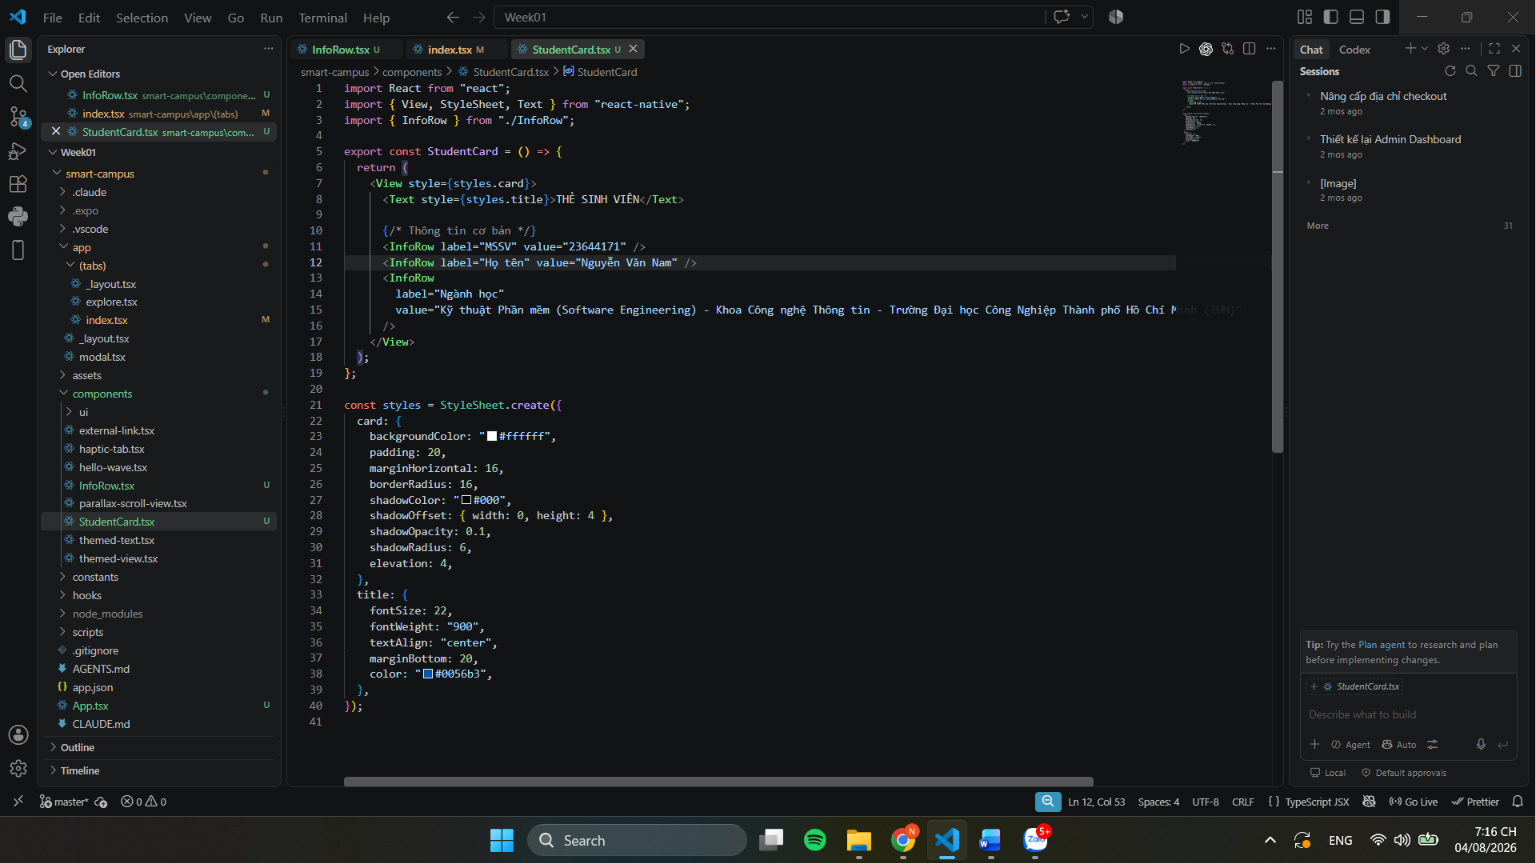 File Edit Selection View Go Run Terminal Help
Week01
Explorer
Open Editors
InfoRow.tsx smart-campus\compone... U
index.tsx smart-campus\app\(tabs) M
StudentCard.tsx smart-campus\com... U
Week01
smart-campus
.claude
.expo
.vscode
app
(tabs)
_layout.tsx
explore.tsx
index.tsx M
_layout.tsx
modal.tsx
assets
components
ui
external-link.tsx
haptic-tab.tsx
hello-wave.tsx
InfoRow.tsx U
parallax-scroll-view.tsx
StudentCard.tsx U
themed-text.tsx
themed-view.tsx
constants
hooks
node_modules
scripts
.gitignore
AGENTS.md
app.json
App.tsx U
CLAUDE.md
Outline
Timeline
4
InfoRow.tsx U index.tsx M StudentCard.tsx U
smart-campus > components > StudentCard.tsx > StudentCard
1 import React from "react";
2 import { View, StyleSheet, Text } from "react-native";
3 import { InfoRow } from "./InfoRow";
4
5 export const StudentCard = () => {
6 return (
7 <View style={styles.card}>
8 <Text style={styles.title}>THẺ SINH VIÊN</Text>
9
10 {/* Thông tin cơ bản */}
11 <InfoRow label="MSSV" value="23644171" />
12 <InfoRow label="Họ tên" value="Nguyễn Văn Nam" />
13 <InfoRow
14 label="Ngành học"
15 value="Kỹ thuật Phần mềm (Software Engineering) - Khoa Công nghệ Thông tin - Trường Đại học Công Nghiệp Thành phố Hồ Chí Minh (IUH)"
16 />
17 </View>
18 );
19 };
20
21 const styles = StyleSheet.create({
22 card: {
23 backgroundColor: "#ffffff",
24 padding: 20,
25 marginHorizontal: 16,
26 borderRadius: 16,
27 shadowColor: "#000",
28 shadowOffset: { width: 0, height: 4 },
29 shadowOpacity: 0.1,
30 shadowRadius: 6,
31 elevation: 4,
32 },
33 title: {
34 fontSize: 22,
35 fontWeight: "900",
36 textAlign: "center",
37 marginBottom: 20,
38 color: "#0056b3",
39 },
40 });
41
Chat Codex
Sessions
Nâng cấp địa chỉ checkout
2 mos ago
Thiết kế lại Admin Dashboard
2 mos ago
[Image]
2 mos ago
More 31
Tip: Try the Plan agent to research and plan
before implementing changes.
StudentCard.tsx
Describe what to build
Agent Auto
Local Default approvals
master* 0 0
Ln 12, Col 53 Spaces: 4 UTF-8 CRLF { } TypeScript JSX Go Live Prettier
Search
N
W
Zalo
5+
ENG
7:16 CH
04/08/2026